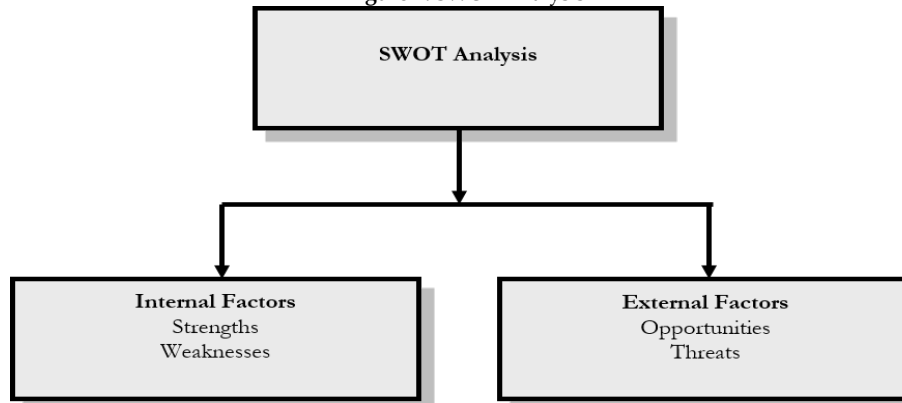 SWOT Analysis
Internal Factors
Strengths
Weaknesses
External Factors
Opportunities
Threats